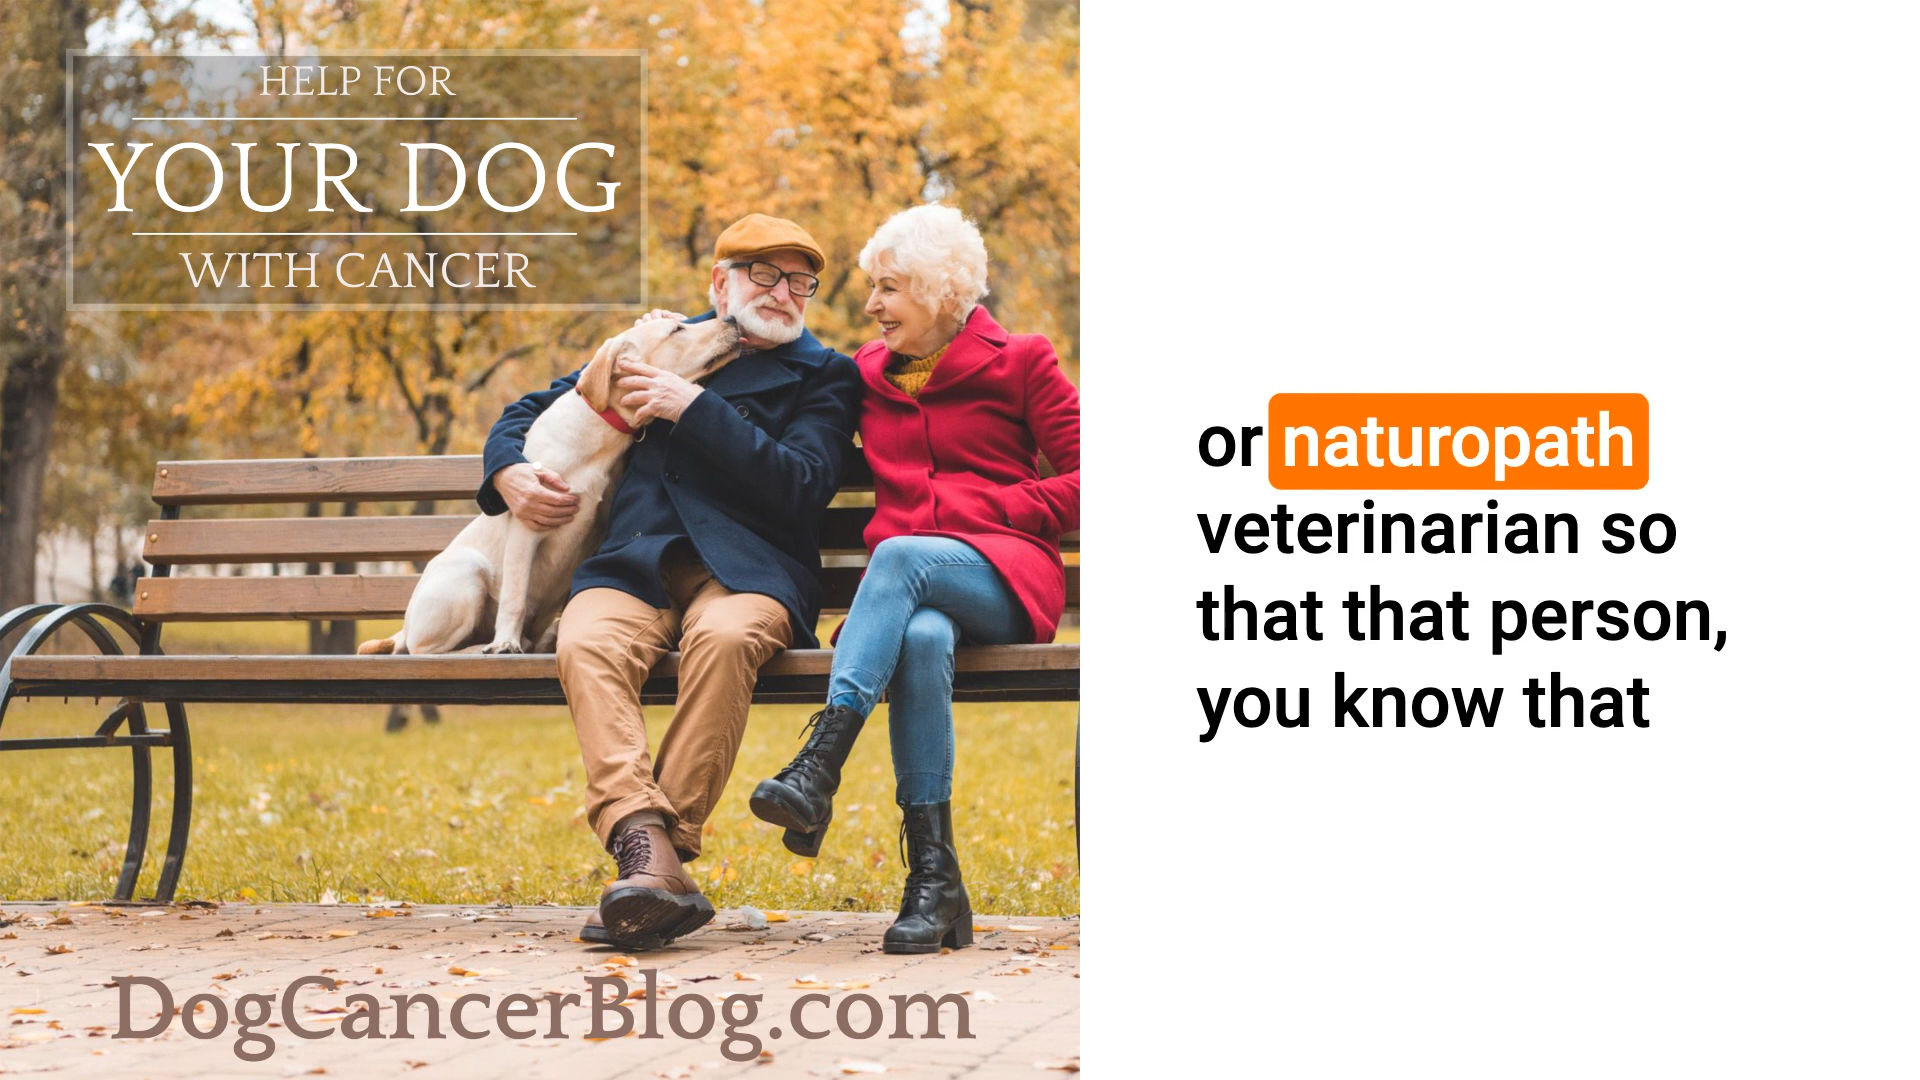 HELP FOR
YOUR DOG
WITH CANCER
DogCancerBlog.com
or naturopath
veterinarian so
that that person,
you know that